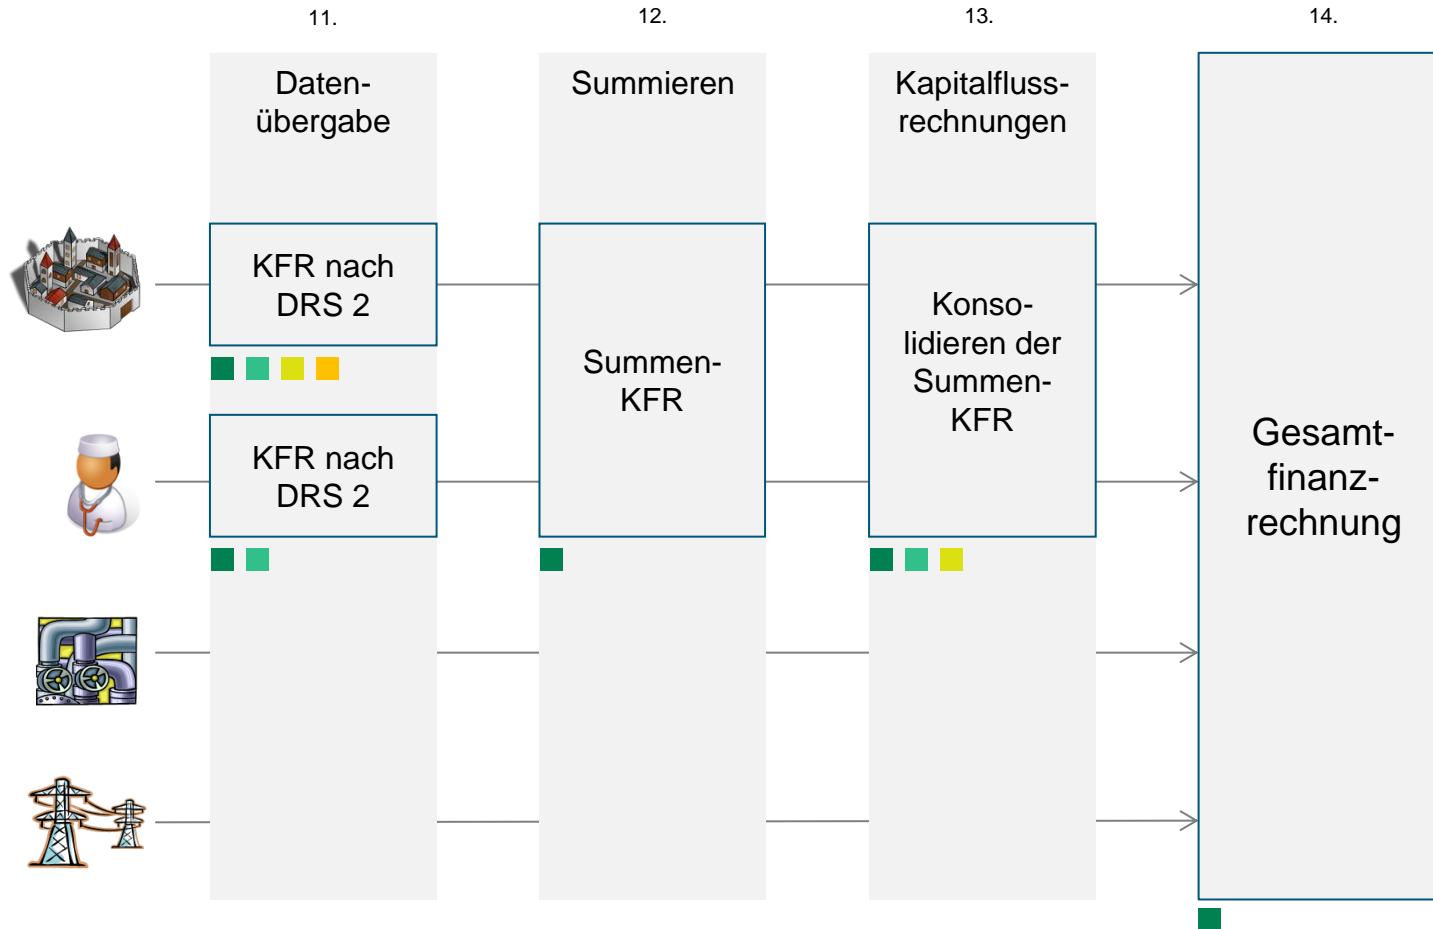 11.
12.
13.
14.
Daten-
übergabe
Summieren
Kapitalfluss-
rechnungen
KFR nach
DRS 2
KFR nach
DRS 2
Summen-
KFR
Konso-
lidieren der
Summen-
KFR
Gesamt-
finanz-
rechnung